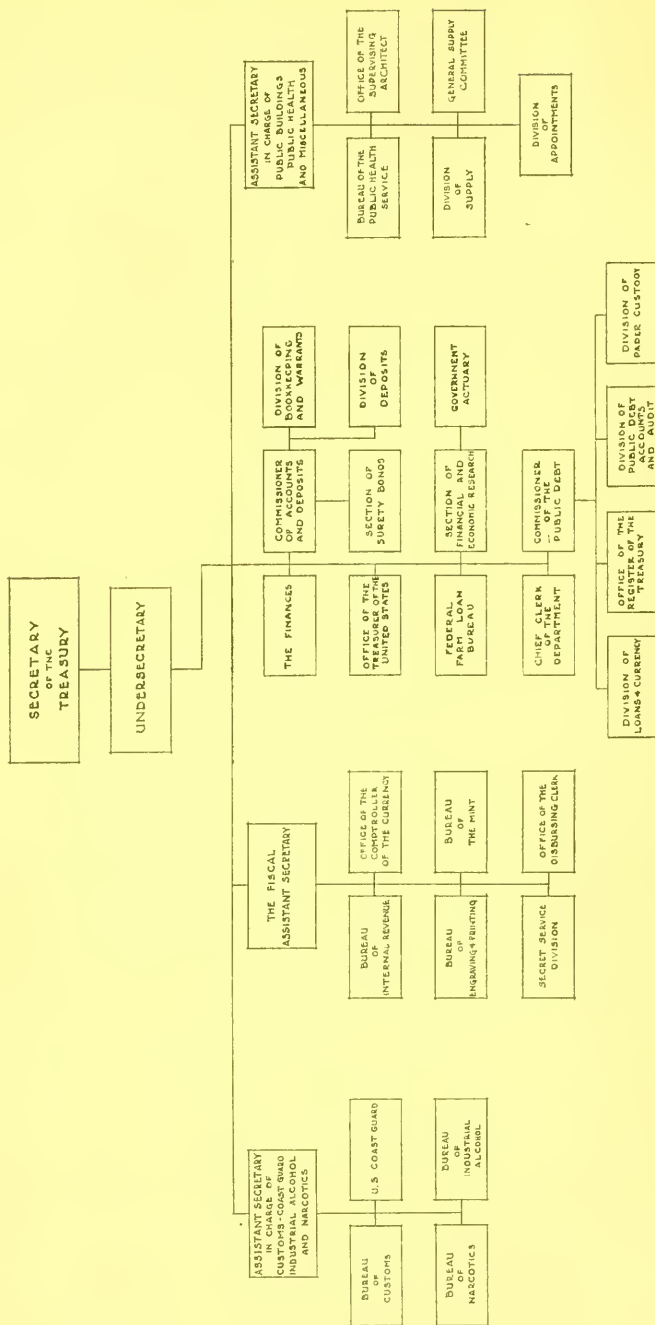 SECRETARY
OF THE
TREASURY
UNDERSECRETARY
ASSISTANT SECRETARY
IN CHARGE OF
CUSTOMS-COAST GUARD
INDUSTRIAL ALCOHOL
AND NARCOTICS
BUREAU
OF
CUSTOMS
U.S COAST GUARD
BUREAU
OF
NARCOTICS
BUREAU
OF
INDUSTRIAL
ALCOHOL
THE FISCAL
ASSISTANT SECRETARY
BUREAU
OF
INTERNAL REVENUE
OFFICE OF THE
COMPTROLLER
OF THE CURRENCY
BUREAU
OF
ENGRAVING & PRINTING
BUREAU
OF
THE MINT
SECRET SERVICE
DIVISION
OFFICE OF THE
DISBURSING CLERK
THE FINANCES
COMMISSIONER
OF ACCOUNTS
AND DEPOSITS
DIVISION OF
BOOKKEEPING
AND WARRANTS
OFFICE OF THE
TREASURER OF THE
UNITED STATES
SECTION OF
SURETY BONDS
DIVISION
OF
DEPOSITS
FEDERAL
FARM LOAN
BUREAU
SECTION OF
FINANCIAL AND
ECONOMIC RESEARCH
GOVERNMENT
ACTUARY
CHIEF CLERK
OF THE
DEPARTMENT
COMMISSIONER
-- OF THE
PUBLIC DEBT
DIVISION OF
LOANS & CURRENCY
OFFICE OF THE
REGISTER OF THE
TREASURY
DIVISION OF
PUBLIC DEBT
ACCOUNTS
AND AUDIT
DIVISION OF
PAPER CUSTODY
ASSISTANT SECRETARY
IN CHARGE OF
PUBLIC BUILDINGS
PUBLIC HEALTH
AND MISCELLANEOUS
BUREAU OF THE
PUBLIC HEALTH
SERVICE
OFFICE OF THE
SUPERVISING
ARCHITECT
DIVISION
OF
SUPPLY
GENERAL SUPPLY
COMMITTEE
DIVISION
OF
APPOINTMENTS